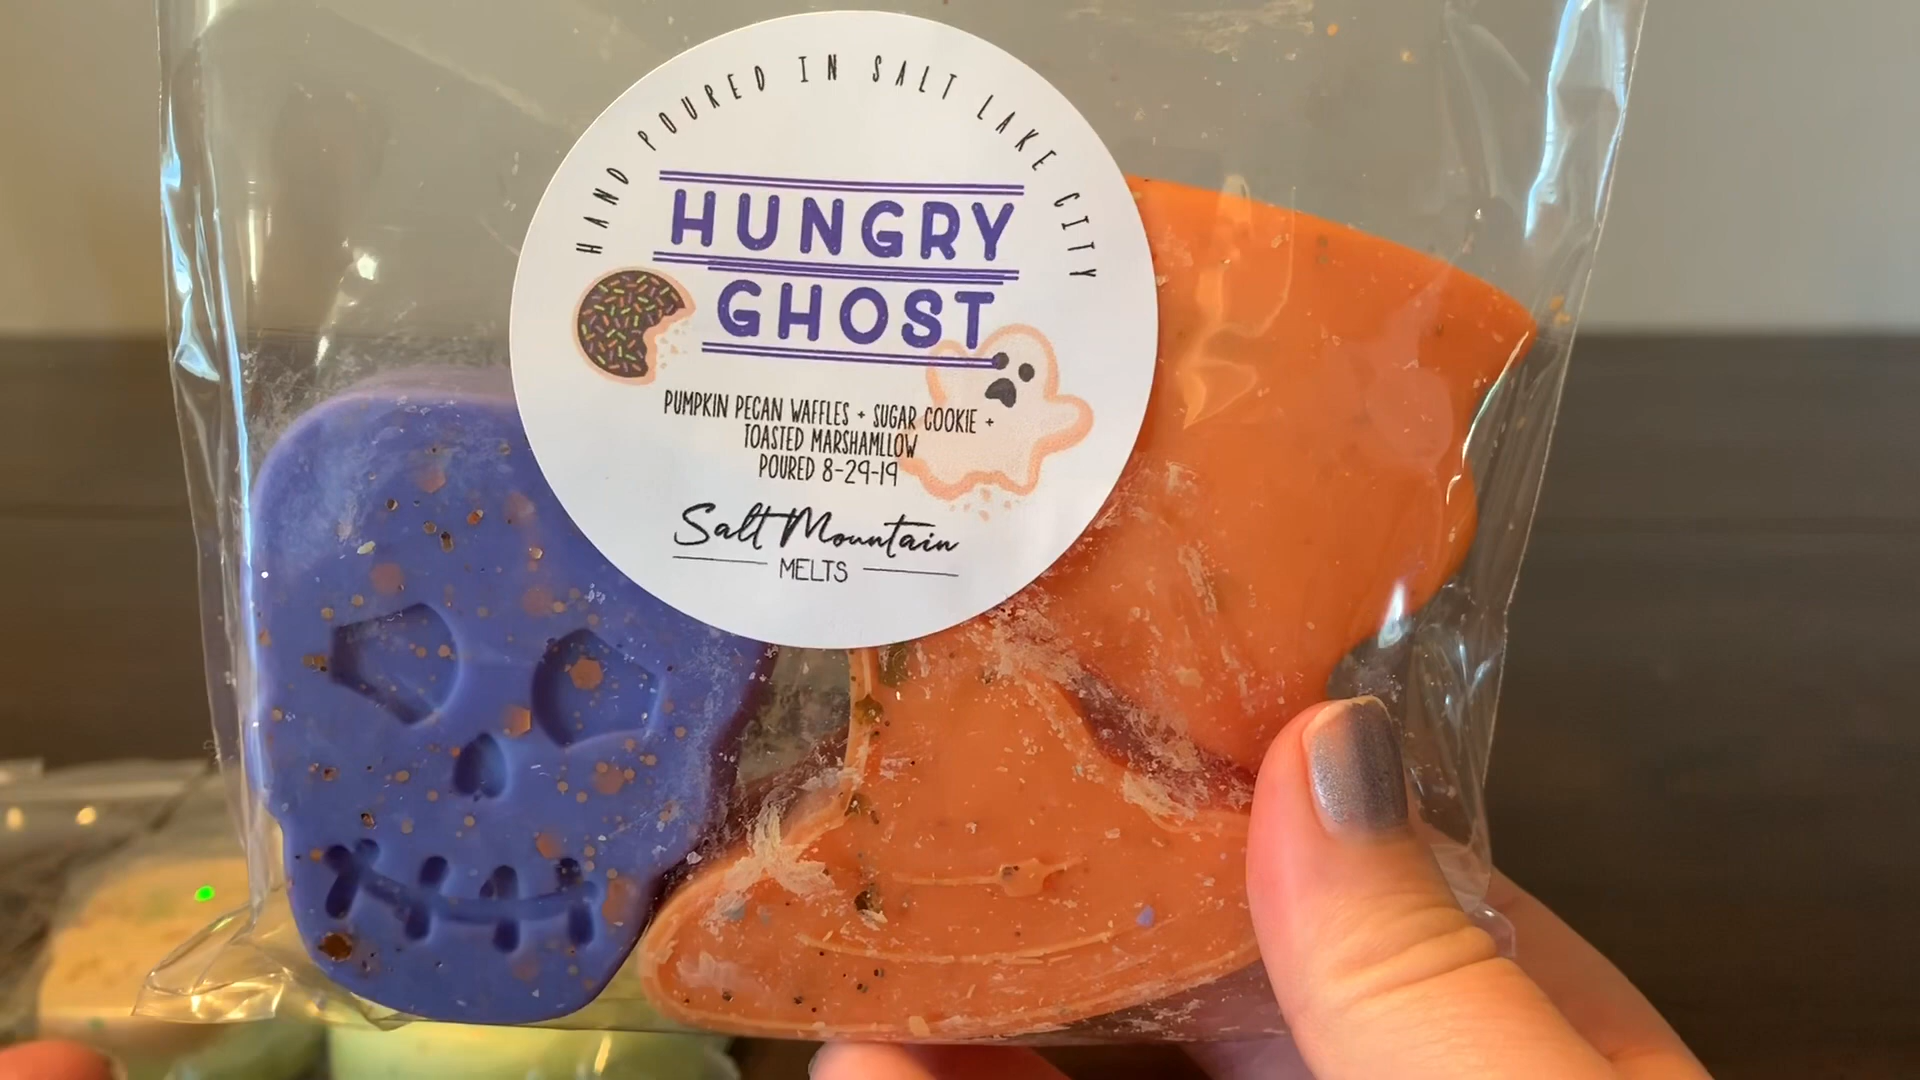 HAND POURED IN SALT LAKE CITY
HUNGRY
GHOST
PUMPKIN PECAN WAFFLES + SUGAR COOKIE +
TOASTED MARSHAMLLOW
POURED 8-29-19
Salt Mountain
MELTS